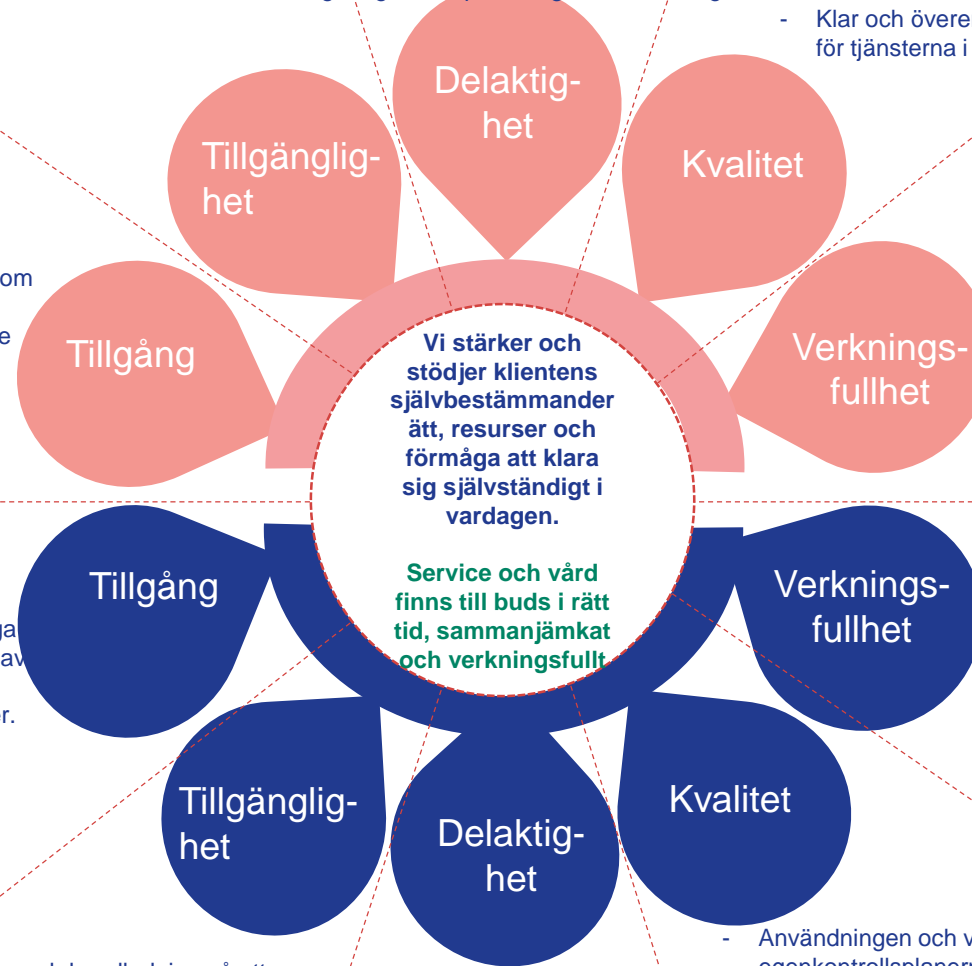 - Klar och övere
för tjänsterna i
Delaktig-
het
Tillgänglig-
het
Kvalitet
om
e
Tillgång
Verknings-
fullhet
Vi stärker och
stödjer klientens
självbestämmander
ätt, resurser och
förmåga att klara
sig självständigt i
vardagen.
Service och vård
finns till buds i rätt
tid, sammanjämkat
och verkningsfullt
Tillgång
Verknings-
fullhet
ga
av
r.
Tillgänglig-
het
Delaktig-
het
Kvalitet
- Användningen och v